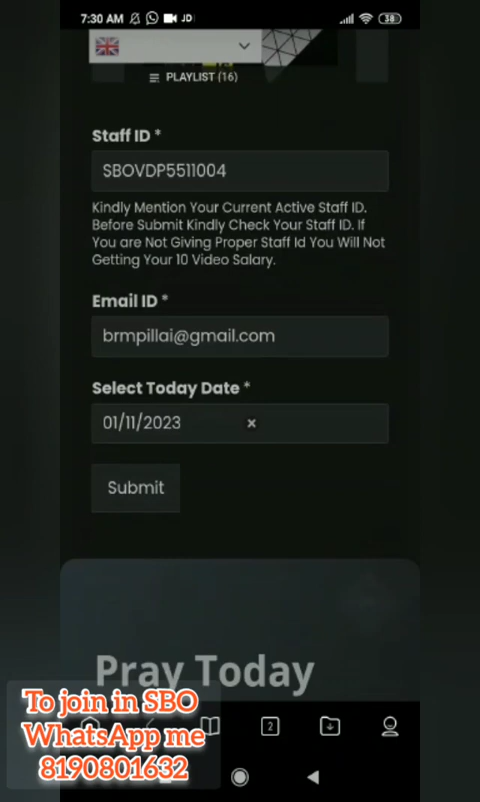 7:30 AM JD 38
PLAYLIST (16)
Staff ID *
SBOVDP5511004
Kindly Mention Your Current Active Staff ID.
Before Submit Kindly Check Your Staff ID. If
You are Not Giving Proper Staff Id You Will Not
Getting Your 10 Video Salary.
Email ID *
brmpillai@gmail.com
Select Today Date *
01/11/2023 ×
Submit
Pray Today
To join in SBO
WhatsApp me
8190801632
2